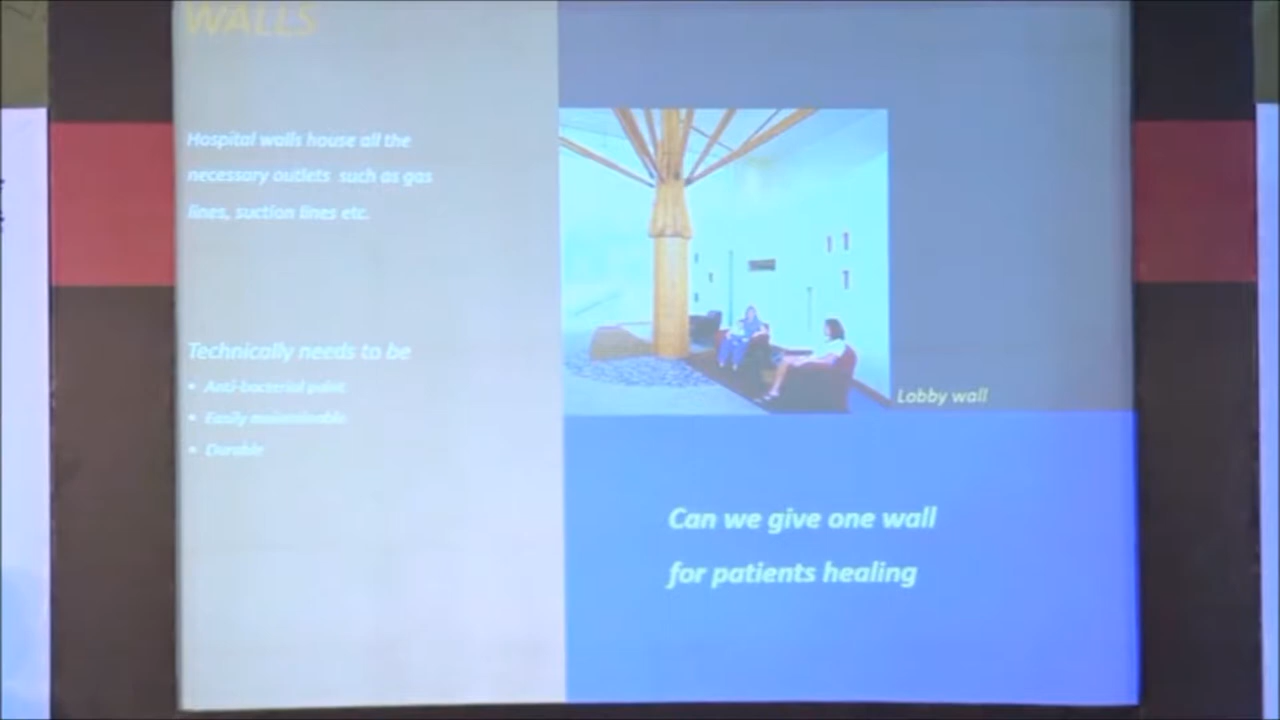 WALLS
Hospital walls house all the
necessary outlets such as gas
lines, suction lines etc.
Technically needs to be
• Anti-bacterial paint
• Easily
• Durable
Lobby wall
Can we give one wall
for patients healing